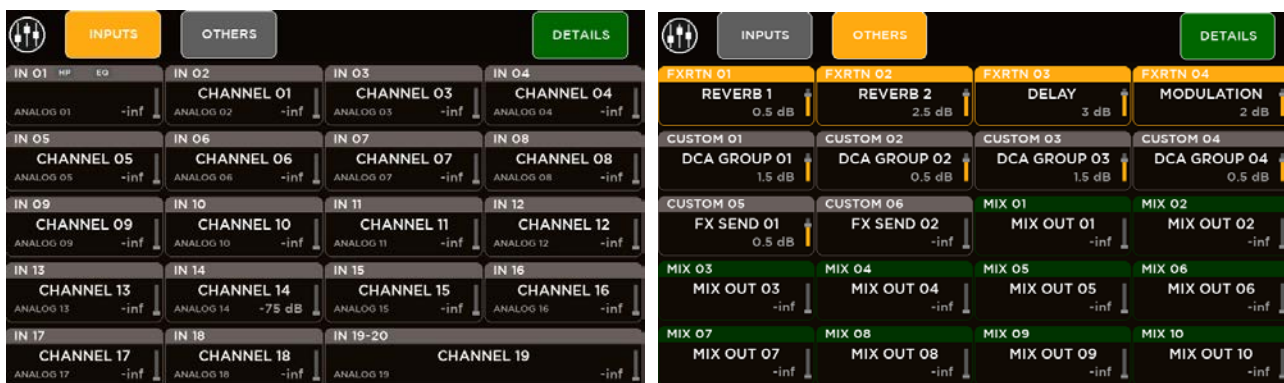 INPUTS OTHERS DETAILS
IN 01 HP EQ IN 02 IN 03 IN 04
CHANNEL 01 CHANNEL 03 CHANNEL 04
ANALOG 01 -inf ANALOG 02 -inf ANALOG 03 -inf ANALOG 04 -inf
IN 05 IN 06 IN 07 IN 08
CHANNEL 05 CHANNEL 06 CHANNEL 07 CHANNEL 08
ANALOG 05 -inf ANALOG 06 -inf ANALOG 07 -inf ANALOG 08 -inf
IN 09 IN 10 IN 11 IN 12
CHANNEL 09 CHANNEL 10 CHANNEL 11 CHANNEL 12
ANALOG 09 -inf ANALOG 10 -inf ANALOG 11 -inf ANALOG 12 -inf
IN 13 IN 14 IN 15 IN 16
CHANNEL 13 CHANNEL 14 CHANNEL 15 CHANNEL 16
ANALOG 13 -inf ANALOG 14 -75 dB ANALOG 15 -inf ANALOG 16 -inf
IN 17 IN 18 IN 19-20
CHANNEL 17 CHANNEL 18 CHANNEL 19
ANALOG 17 -inf ANALOG 18 -inf ANALOG 19 -inf
INPUTS OTHERS DETAILS
FXRTN 01 FXRTN 02 FXRTN 03 FXRTN 04
REVERB 1 REVERB 2 DELAY MODULATION
0.5 dB 2.5 dB 3 dB 2 dB
CUSTOM 01 CUSTOM 02 CUSTOM 03 CUSTOM 04
DCA GROUP 01 DCA GROUP 02 DCA GROUP 03 DCA GROUP 04
1.5 dB 0.5 dB 1.5 dB 0.5 dB
CUSTOM 05 CUSTOM 06 MIX 01 MIX 02
FX SEND 01 FX SEND 02 MIX OUT 01 MIX OUT 02
0.5 dB -inf -inf -inf
MIX 03 MIX 04 MIX 05 MIX 06
MIX OUT 03 MIX OUT 04 MIX OUT 05 MIX OUT 06
-inf -inf -inf -inf
MIX 07 MIX 08 MIX 09 MIX 10
MIX OUT 07 MIX OUT 08 MIX OUT 09 MIX OUT 10
-inf -inf -inf -inf